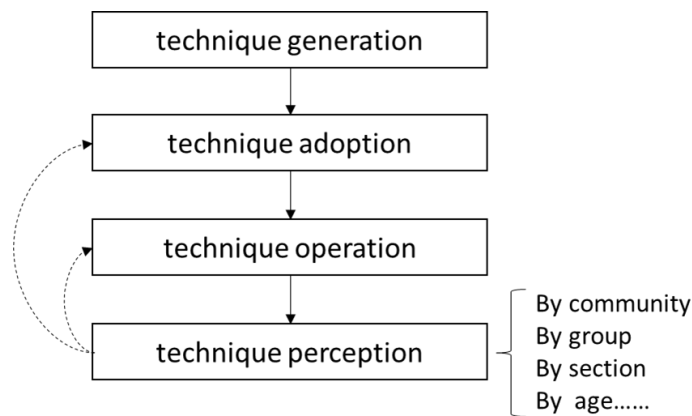 technique generation
technique adoption
technique operation
technique perception
By community
By group
By section
By age……